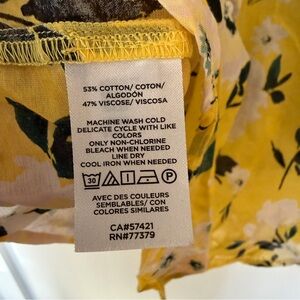 53% COTTON/ COTON/
ALGODÓN
47% VISCOSE/ VISCOSA
MACHINE WASH COLD
DELICATE CYCLE WITH LIKE
COLORS
ONLY NON-CHLORINE
BLEACH WHEN NEEDED
LINE DRY
COOL IRON WHEN NEEDED
30
P
AVEC DES COULEURS
SEMBLABLES/ CON
COLORES SIMILARES
CA#57421
RN#77379